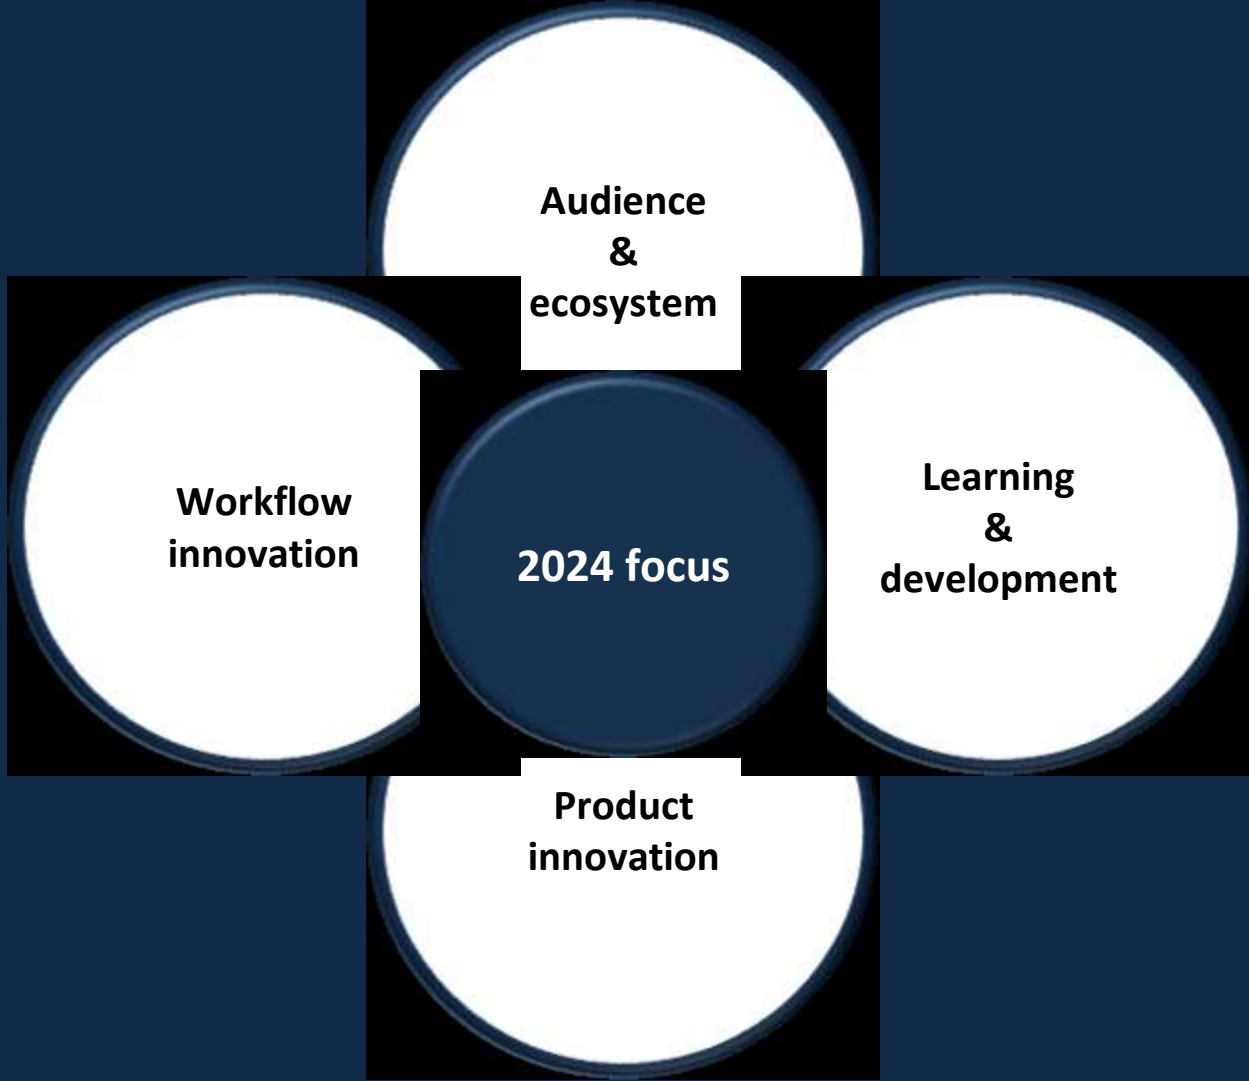 Audience
&
ecosystem
Workflow
innovation
2024 focus
Learning
&
development
Product
innovation